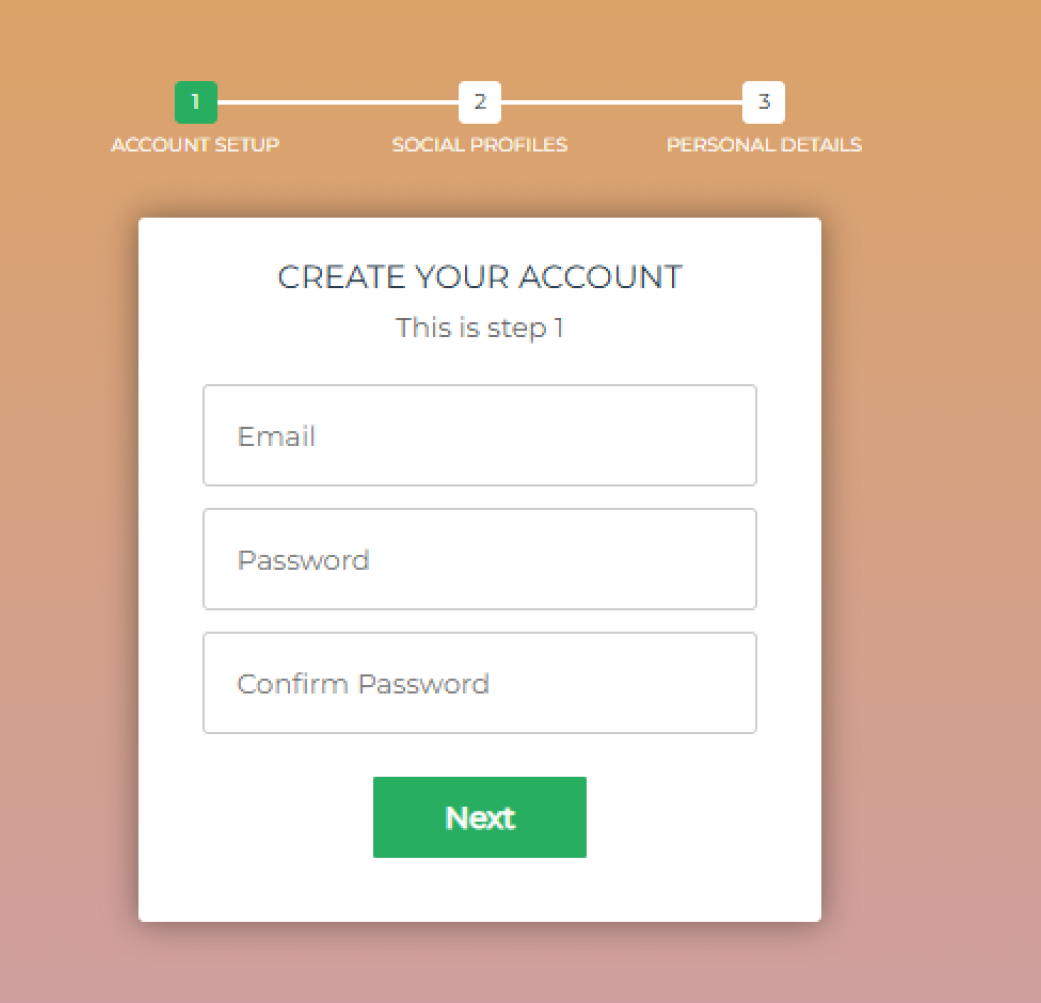 1 2 3
ACCOUNT SETUP SOCIAL PROFILES PERSONAL DETAILS
CREATE YOUR ACCOUNT
This is step 1
Email
Password
Confirm Password
Next